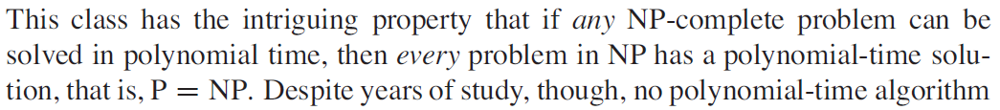 This class has the intriguing property that if any NP-complete problem can be
solved in polynomial time, then every problem in NP has a polynomial-time solu-
tion, that is, P = NP. Despite years of study, though, no polynomial-time algorithm